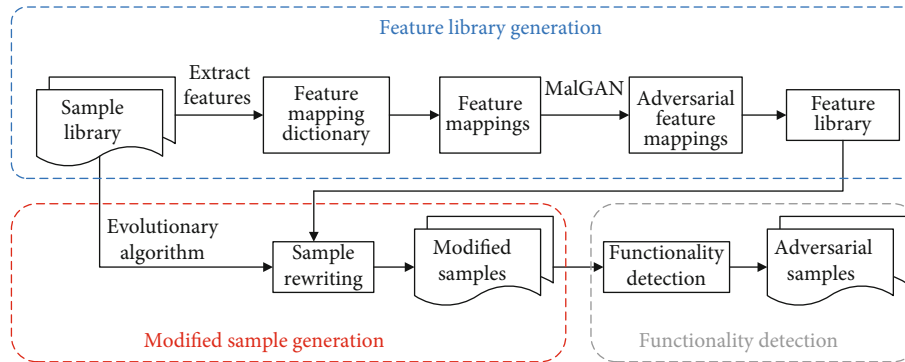 Feature library generation
Extract
features
MalGAN
Sample
library
Feature
mapping
dictionary
Feature
mappings
Adversarial
feature
mappings
Feature
library
Evolutionary
algorithm
Sample
rewriting
Modified
samples
Functionality
detection
Adversarial
samples
Modified sample generation
Functionality detection